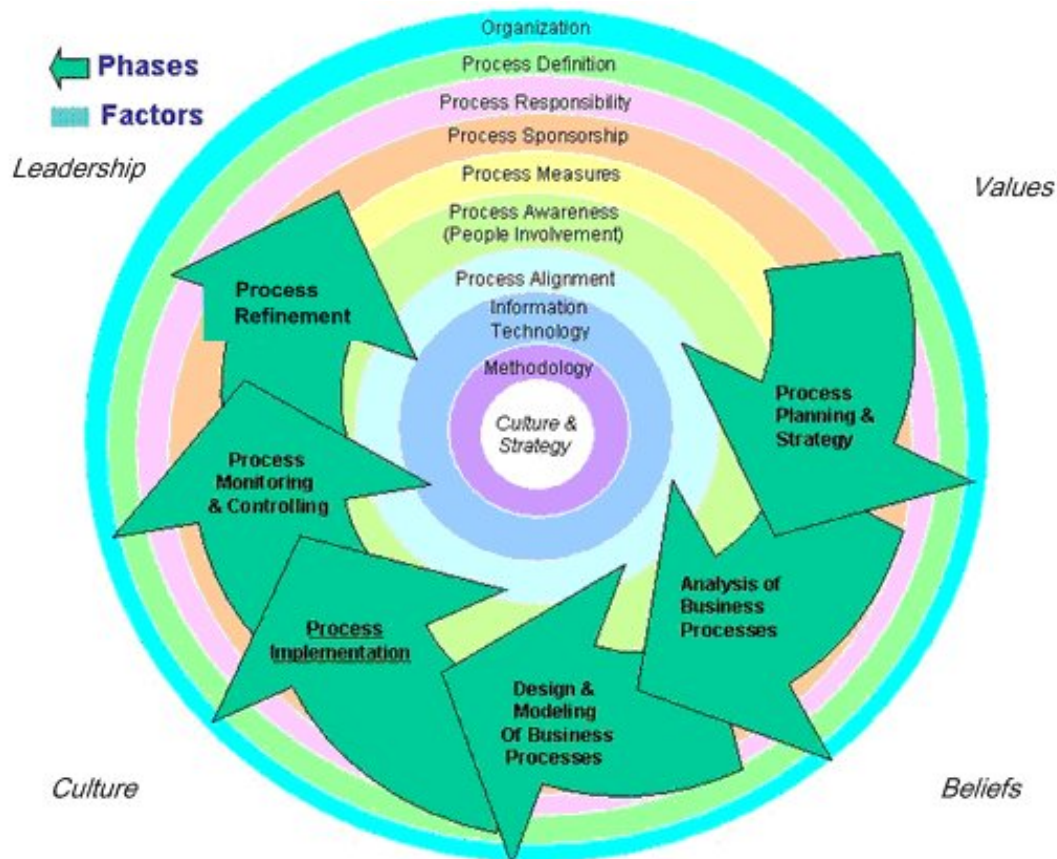 Phases
Factors
Leadership
Values
Organization
Process Definition
Process Responsibility
Process Sponsorship
Process Measures
Process Awareness
(People Involvement)
Process Alignment
Information
Technology
Methodology
Culture &
Strategy
Process
Planning &
Strategy
Analysis of
Business
Processes
Design &
Modeling
Of Business
Processes
Process
Implementation
Process
Monitoring
& Controlling
Process
Refinement
Culture
Beliefs